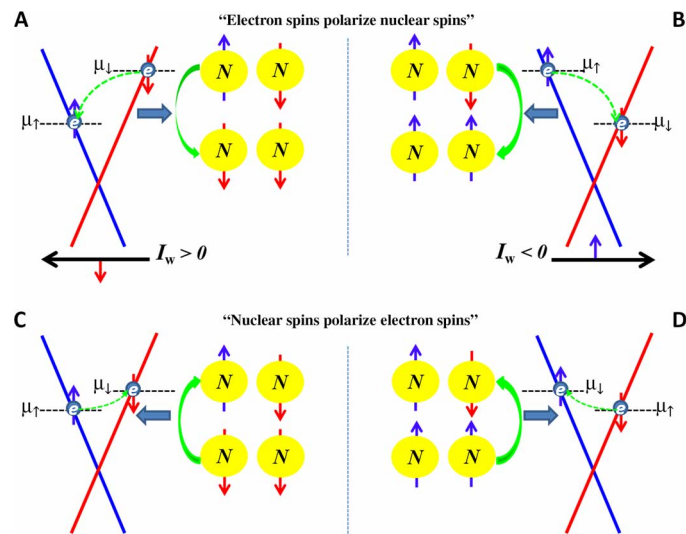 A
“Electron spins polarize nuclear spins”
B
μ↓
e
N
N
μ↑
e
N
N
I_w > 0
N
N
e
μ↑
e
μ↓
N
N
I_w < 0
C
“Nuclear spins polarize electron spins”
D
μ↓
e
N
N
μ↑
e
N
N
N
N
e
μ↓
e
μ↑
N
N